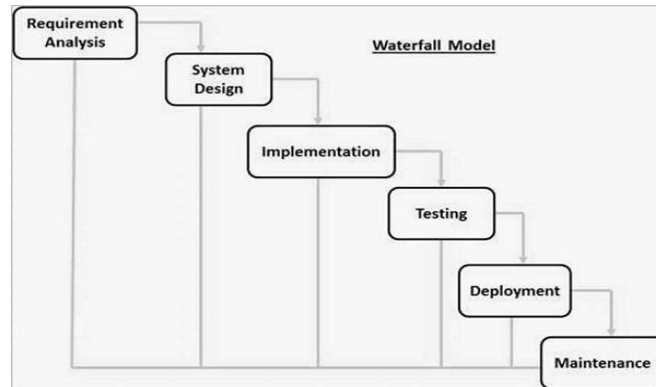 Requirement
Analysis
Waterfall Model
System
Design
Implementation
Testing
Deployment
Maintenance